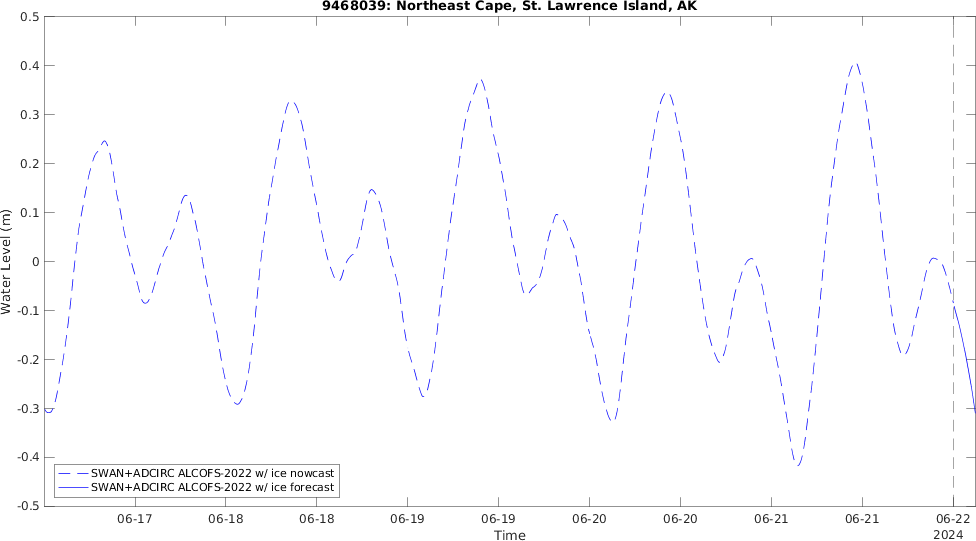 9468039: Northeast Cape, St. Lawrence Island, AK
0.5
0.4
0.3
0.2
0.1
0
-0.1
-0.2
-0.3
-0.4
-0.5
Water Level (m)
SWAN+ADCIRC ALCOFS-2022 w/ ice nowcast
SWAN+ADCIRC ALCOFS-2022 w/ ice forecast
06-17 06-18 06-18 06-19 06-19 06-20 06-20 06-21 06-21 06-22
2024
Time